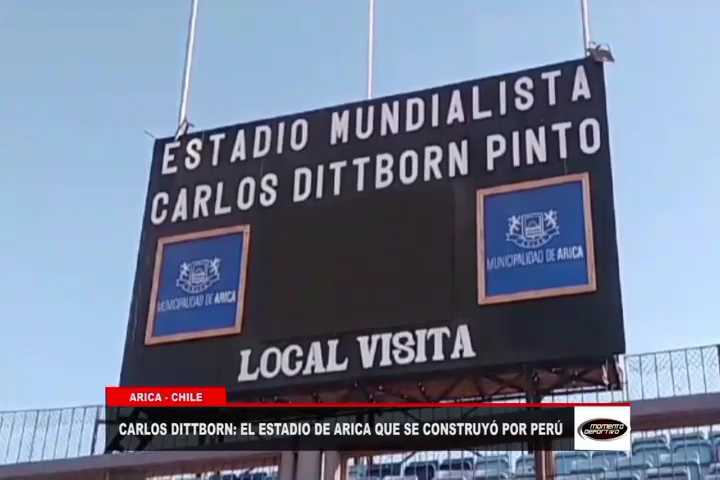 ESTADIO MUNDIALISTA
CARLOS DITTBORN PINTO
MUNICIPALIDAD DE ARICA
MUNICIPALIDAD DE ARICA
LOCAL VISITA
ARICA - CHILE
CARLOS DITTBORN: EL ESTADIO DE ARICA QUE SE CONSTRUYÓ POR PERÚ
MOMENTO
DEPORTIVO